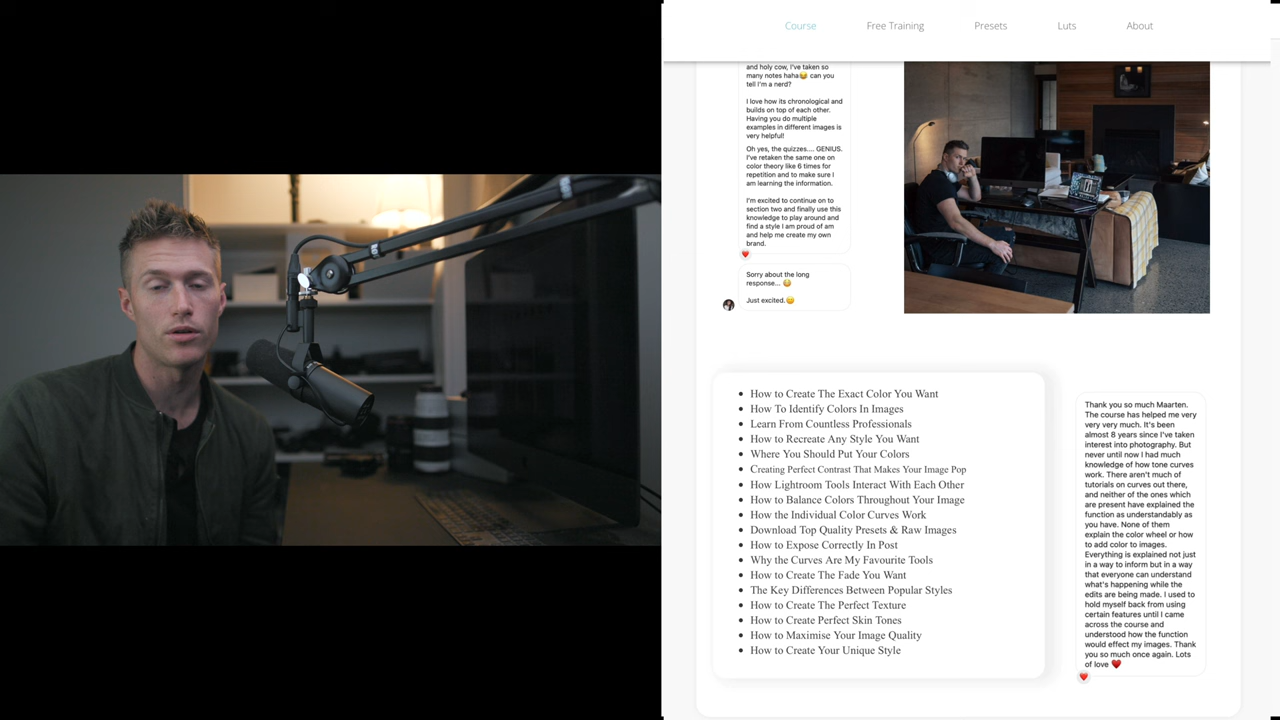 Course
Free Training
Presets
Luts
About
and holy cow, I've taken so
many notes haha😂 can you
tell I'm a nerd?
I love how its chronological and
builds on top of each other.
Having you do multiple
examples in different images is
very helpful!
Oh yes, the quizzes.... GENIUS.
I've retaken the same one on
color theory like 6 times for
repetition and to make sure I
am learning the information.
I'm excited to continue on to
section two and finally use this
knowledge to play around and
find a style I am proud of am
and help me create my own
brand.
Sorry about the long
response... 😳
Just excited.😊
How to Create The Exact Color You Want
How To Identify Colors In Images
Learn From Countless Professionals
How to Recreate Any Style You Want
Where You Should Put Your Colors
Creating Perfect Contrast That Makes Your Image Pop
How Lightroom Tools Interact With Each Other
How to Balance Colors Throughout Your Image
How the Individual Color Curves Work
Download Top Quality Presets & Raw Images
How to Expose Correctly In Post
Why the Curves Are My Favourite Tools
How to Create The Fade You Want
The Key Differences Between Popular Styles
How to Create The Perfect Texture
How to Create Perfect Skin Tones
How to Maximise Your Image Quality
How to Create Your Unique Style
Thank you so much Maarten.
The course has helped me very
very very much. It's been
almost 8 years since I've taken
interest into photography. But
never until now I had much
knowledge of how tone curves
work. There aren't much of
tutorials on curves out there,
and neither of the ones which
are present have explained the
function as understandably as
you have. None of them
explain the color wheel or how
to add color to images.
Everything is explained not just
in a way to inform but in a way
that everyone can understand
what's happening while the
edits are being made. I used to
hold myself back from using
certain features until I came
across the course and
understood how the function
would effect my images. Thank
you so much once again. Lots
of love ❤️